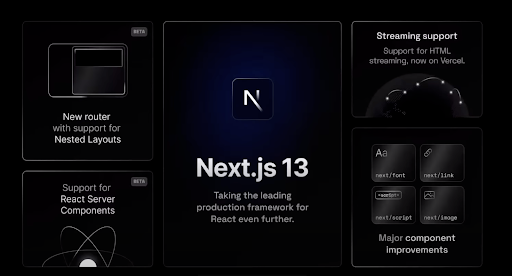 BETA
New router
with support for
Nested Layouts
Support for
React Server
Components
BETA
N
Next.js 13
Taking the leading
production framework for
React even further.
Streaming support
Support for HTML
streaming, now on Vercel.
Aa
next/font
next/link
<script>
next/script
next/image
Major component
improvements